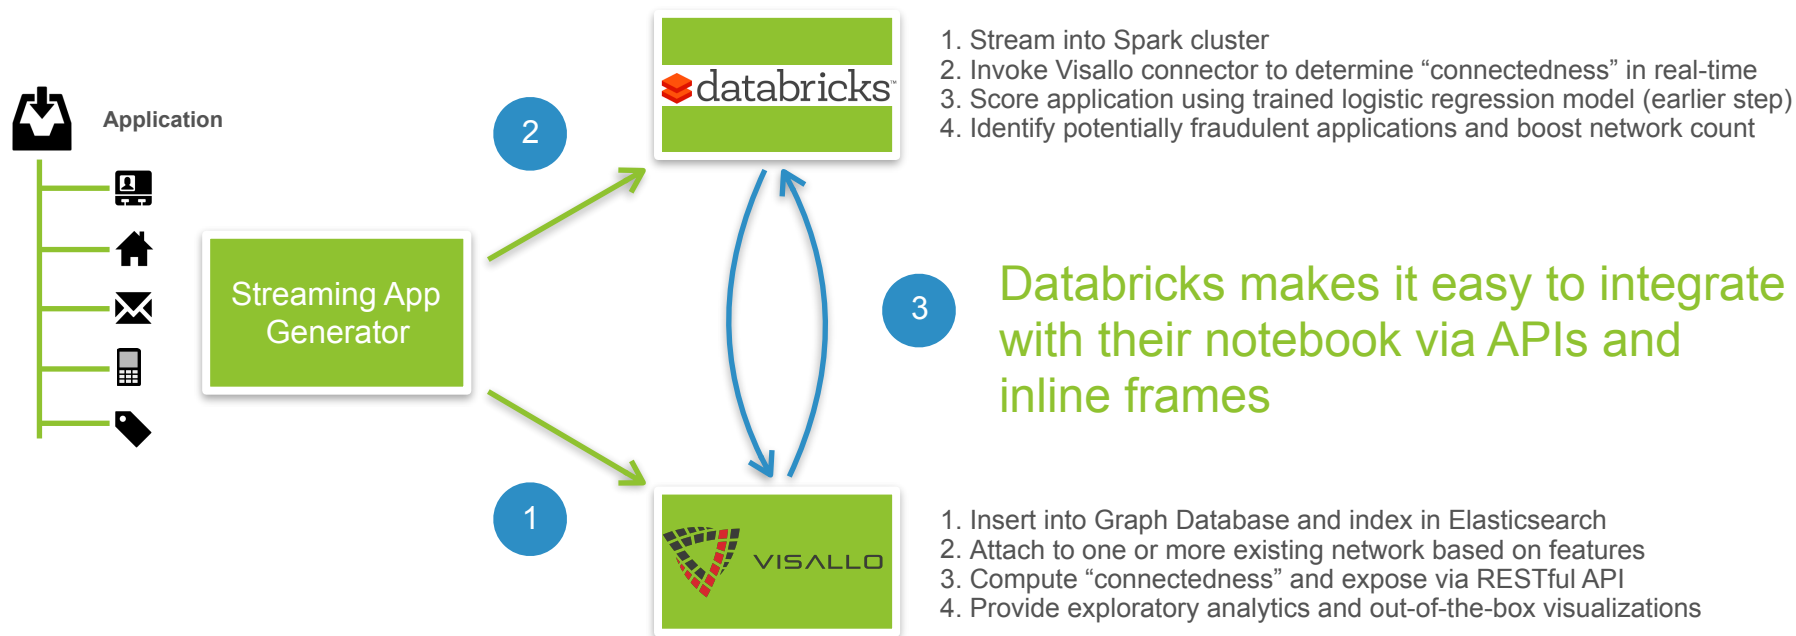 Application
Streaming App
Generator
2
databricks™
1. Stream into Spark cluster
2. Invoke Visallo connector to determine “connectedness” in real-time
3. Score application using trained logistic regression model (earlier step)
4. Identify potentially fraudulent applications and boost network count
3
Databricks makes it easy to integrate
with their notebook via APIs and
inline frames
1
VISALLO
1. Insert into Graph Database and index in Elasticsearch
2. Attach to one or more existing network based on features
3. Compute “connectedness” and expose via RESTful API
4. Provide exploratory analytics and out-of-the-box visualizations